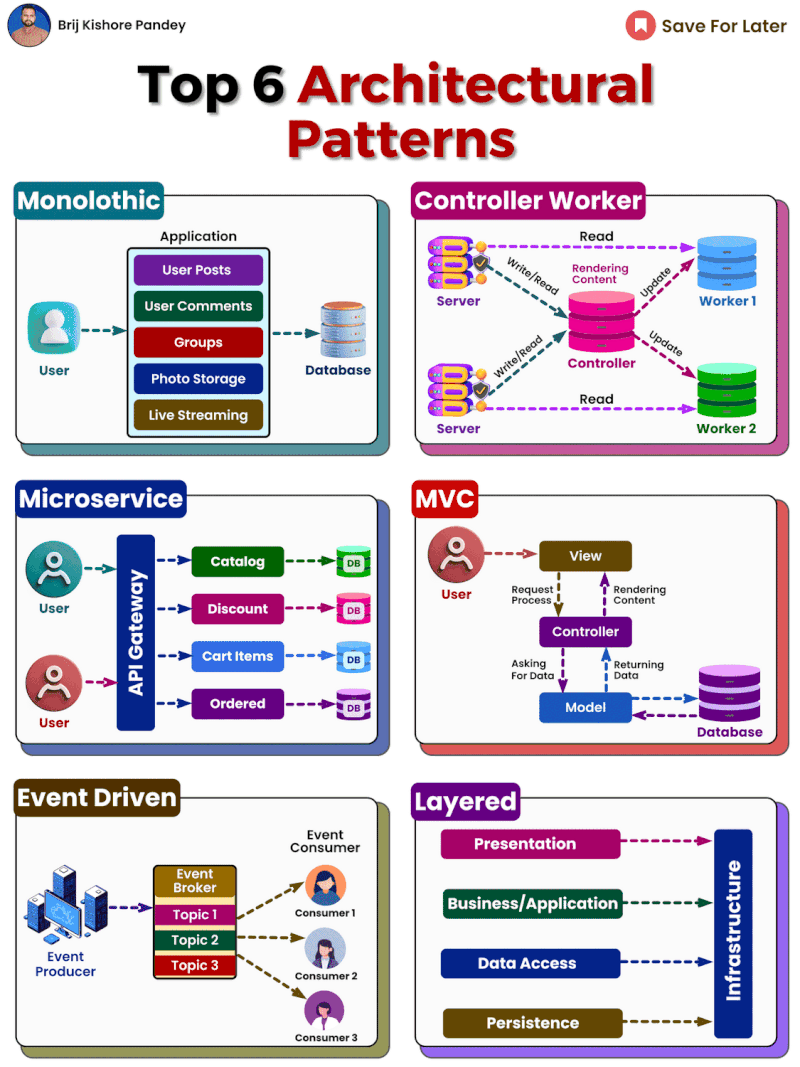 Brij Kishore Pandey
Save For Later
Top 6 Architectural
Patterns
Monolothic
Application
User Posts
User Comments
Groups
Photo Storage
Live Streaming
User
Database
Controller Worker
Read
Server
Write/Read
Rendering
Content
Update
Worker 1
Controller
Write/Read
Update
Server
Read
Worker 2
Microservice
User
User
API Gateway
Catalog
DB
Discount
DB
Cart Items
DB
Ordered
DB
MVC
User
View
Request
Process
Rendering
Content
Controller
Asking
For Data
Returning
Data
Model
Database
Event Driven
Event
Producer
Event
Broker
Topic 1
Topic 2
Topic 3
Event
Consumer
Consumer 1
Consumer 2
Consumer 3
Layered
Presentation
Business/Application
Data Access
Persistence
Infrastructure